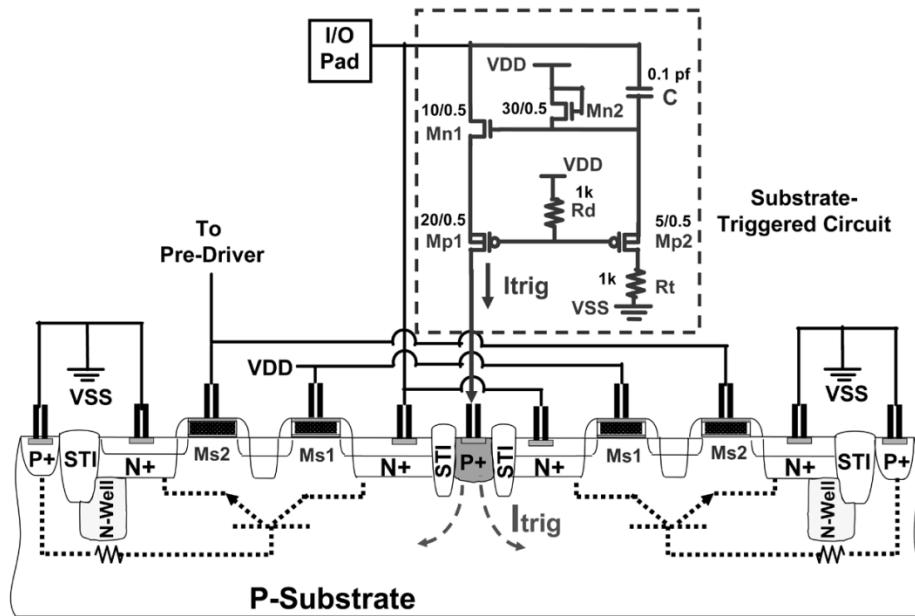 I/O
Pad
VDD
0.1 pf
C
10/0.5
Mn1
30/0.5
Mn2
VDD
1k
Rd
20/0.5
Mp1
5/0.5
Mp2
Substrate-
Triggered Circuit
To
Pre-Driver
Itrig
1k
Rt
VSS
VSS
VDD
VSS
P+
STI
N+
Ms2
Ms1
N+
STI
P+
STI
N+
Ms1
Ms2
N+
STI
P+
N-Well
Itrig
N-Well
P-Substrate